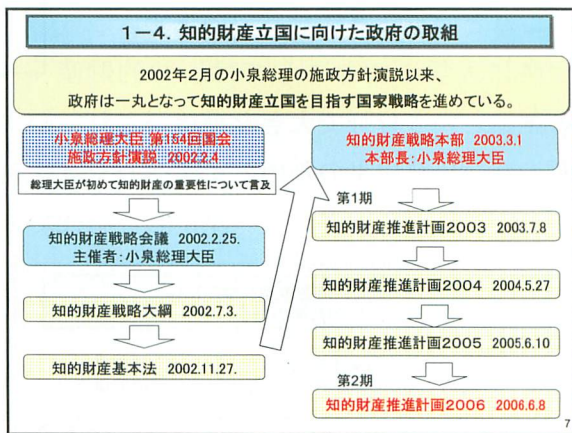 1－4. 知的財産立国に向けた政府の取組
2002年2月の小泉総理の施政方針演説以来、
政府は一丸となって知的財産立国を目指す国家戦略を進めている。
小泉総理大臣 第154回国会
施政方針演説 2002.2.4
総理大臣が初めて知的財産の重要性について言及
知的財産戦略会議 2002.2.25.
主催者：小泉総理大臣
知的財産戦略大綱 2002.7.3.
知的財産基本法 2002.11.27.
知的財産戦略本部 2003.3.1
本部長：小泉総理大臣
第1期
知的財産推進計画2003 2003.7.8
知的財産推進計画2004 2004.5.27
知的財産推進計画2005 2005.6.10
第2期
知的財産推進計画2006 2006.6.8
7